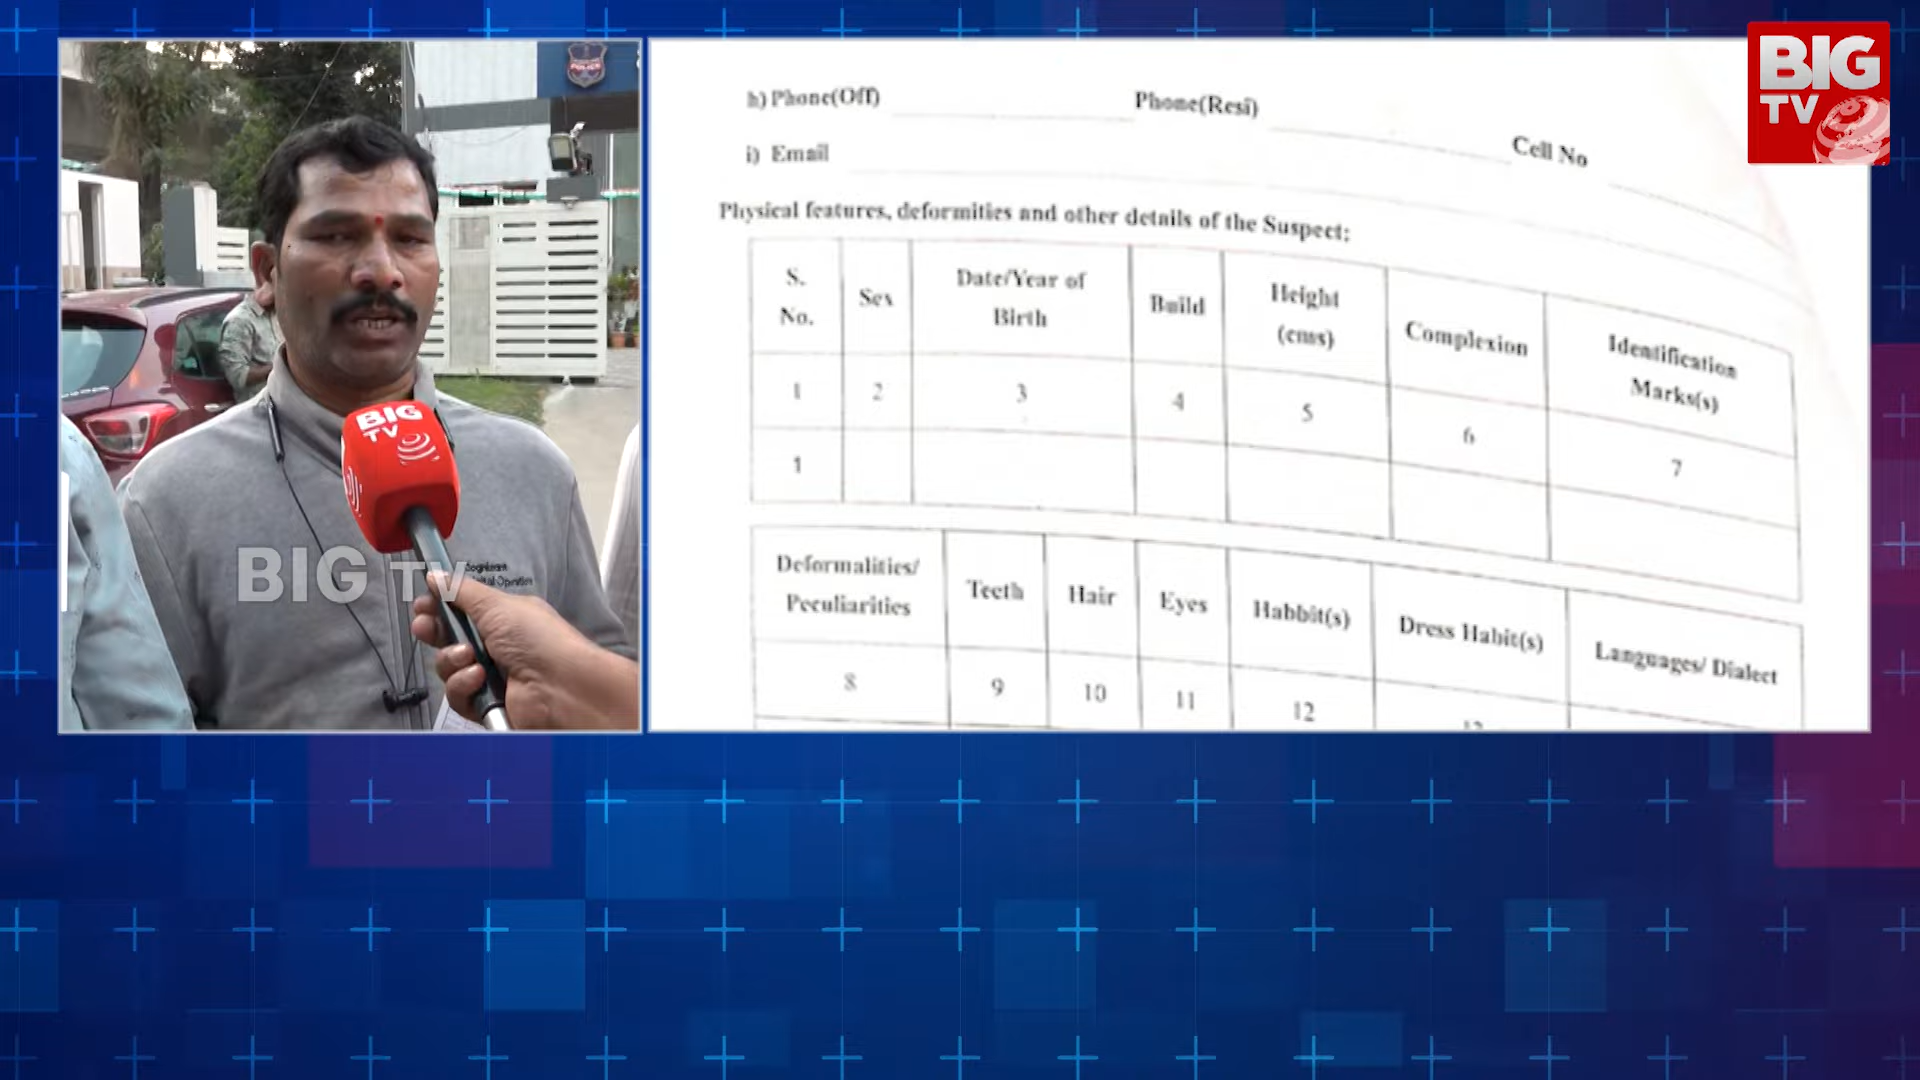 BIG
TV
POLICE
BIG
TV
BIG TV
h) Phone(Off) Phone(Resi) Cell No
i) Email
Physical features, deformities and other details of the Suspect:
S. No. Sex Date/Year of Birth Build Height (cms) Complexion Identification Marks(s)
1 2 3 4 5 6 7
1
Deformalities/ Peculiarities Teeth Hair Eyes Habbit(s) Dress Habit(s) Languages/ Dialect
8 9 10 11 12